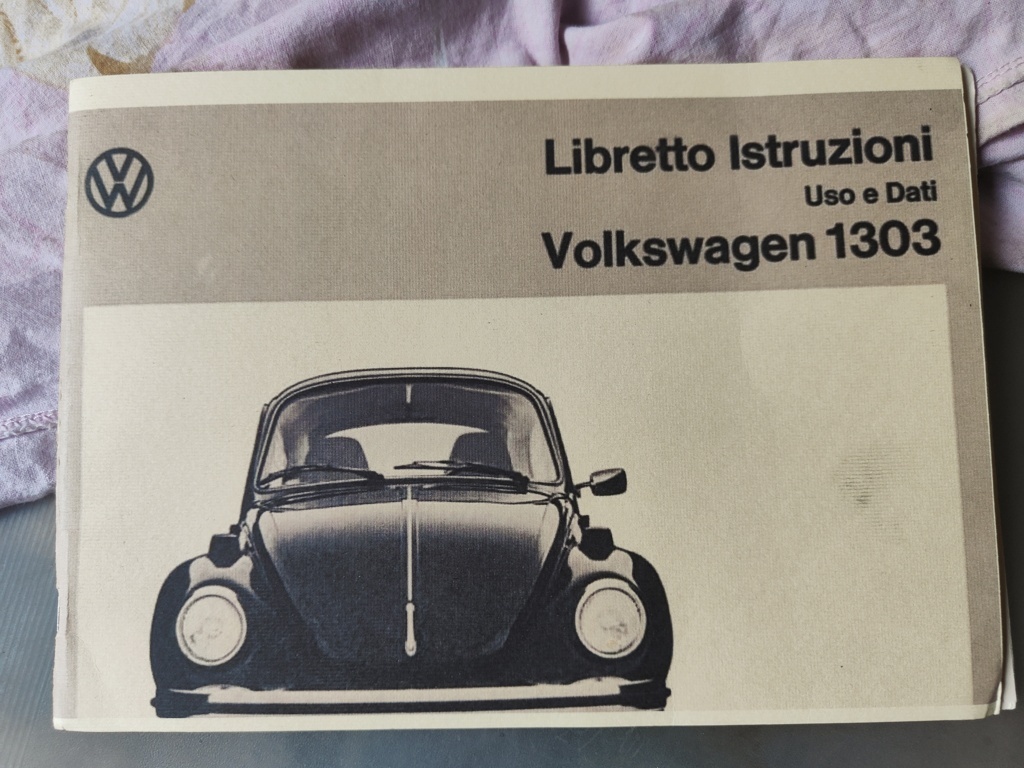 Libretto Istruzioni
Uso e Dati
Volkswagen 1303